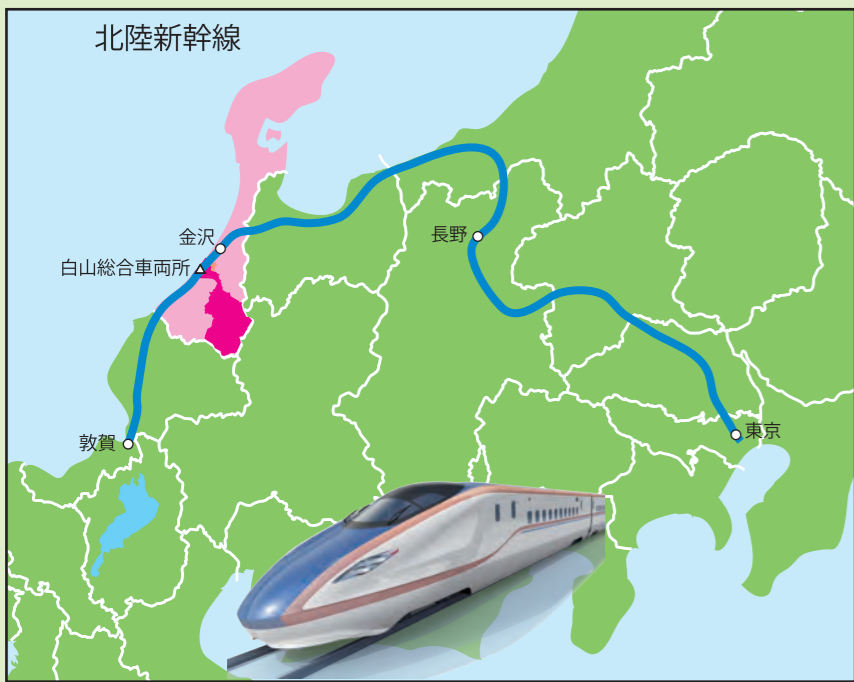 北陸新幹線
金沢
白山総合車両所
長野
敦賀
東京